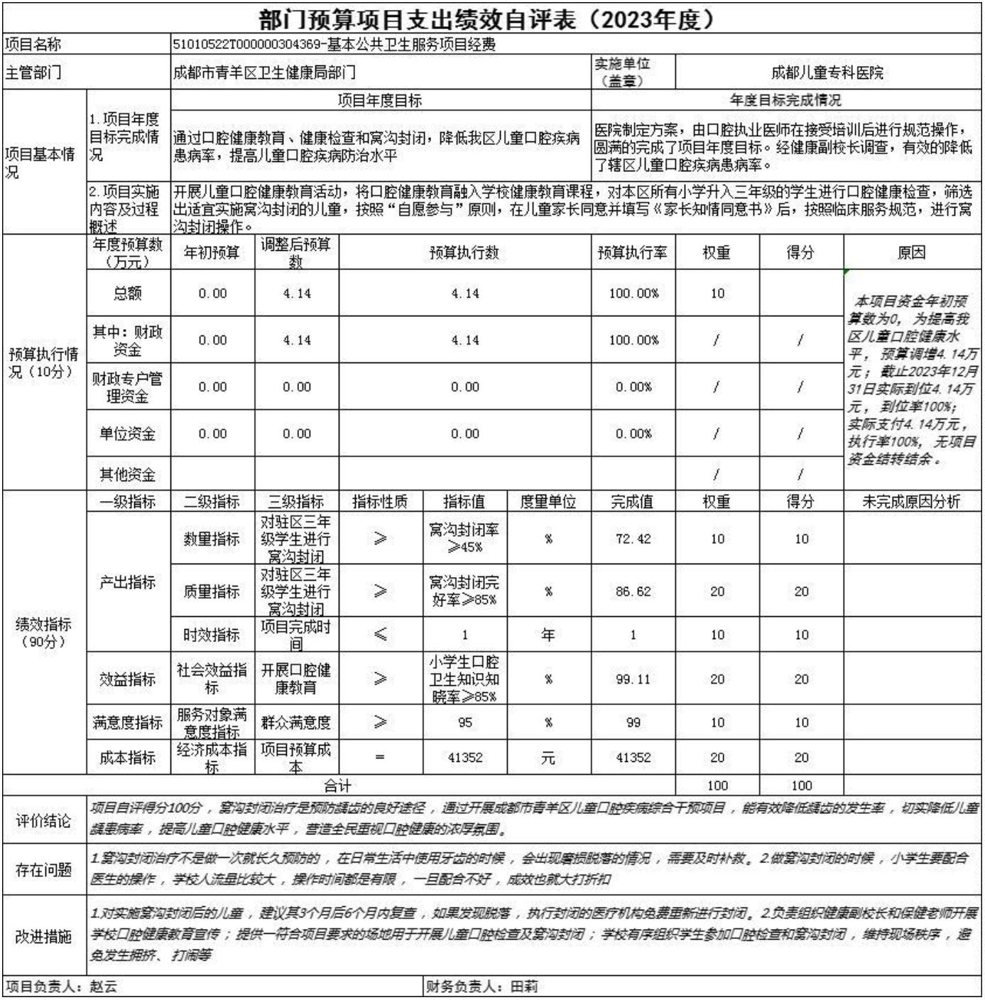 部门预算项目支出绩效自评表（2023年度）
项目名称
51010522T000000304369-基本公共卫生服务项目经费
主管部门
成都市青羊区卫生健康局部门
实施单位
（盖章）
成都儿童专科医院
项目基本情
况
1.项目年度
目标完成情
况
项目年度目标
年度目标完成情况
通过口腔健康教育、健康检查和窝沟封闭，降低我区儿童口腔疾病
患病率，提高儿童口腔疾病防治水平
医院制定方案，由口腔执业医师在接受培训后进行规范操作，
圆满的完成了项目年度目标。经健康副校长调查，有效的降低
了辖区儿童口腔疾病患病率。
2.项目实施
内容及过程
概述
开展儿童口腔健康教育活动，将口腔健康教育融入学校健康教育课程，对本区所有小学升入三年级的学生进行口腔健康检查，筛选
出适宜实施窝沟封闭的儿童，按照“自愿参与”原则，在儿童家长同意并填写《家长知情同意书》后，按照临床服务规范，进行窝
沟封闭操作。
预算执行情
况（10分）
年度预算数
（万元）
年初预算
调整后预算
数
预算执行数
预算执行率
权重
得分
原因
总额
0.00
4.14
4.14
100.00%
10
本项目资金年初预
算数为0，为提高我
区儿童口腔健康水
平，预算调增4.14万
元；截止2023年12月
31日实际到位4.14万
元，到位率100%；
实际支付4.14万元，
执行率100%，无项目
资金结转结余。
其中：财政
资金
0.00
4.14
4.14
100.00%
/
/
财政专户管
理资金
0.00
0.00
0.00
0.00%
/
/
单位资金
0.00
0.00
0.00
0.00%
/
/
其他资金
/
/
绩效指标
（90分）
一级指标
二级指标
三级指标
指标性质
指标值
度量单位
完成值
权重
得分
未完成原因分析
产出指标
数量指标
对驻区三年
级学生进行
窝沟封闭
≥
窝沟封闭率
≥45%
%
72.42
10
10
质量指标
对驻区三年
级学生进行
窝沟封闭
≥
窝沟封闭完
好率≥85%
%
86.62
20
20
时效指标
项目完成时
间
≤
1
年
1
10
10
效益指标
社会效益指
标
开展口腔健
康教育
≥
小学生口腔
卫生知识知
晓率≥85%
%
99.11
20
20
满意度指标
服务对象满
意度指标
群众满意度
≥
95
%
99
10
10
成本指标
经济成本指
标
项目预算成
本
=
41352
元
41352
20
20
合计
100
100
评价结论
项目自评得分100分，窝沟封闭治疗是预防龋齿的良好途径，通过开展成都市青羊区儿童口腔疾病综合干预项目，能有效降低龋齿的发生率，切实降低儿童
龋患病率，提高儿童口腔健康水平，营造全民重视口腔健康的浓厚氛围。
存在问题
1.窝沟封闭治疗不是做一次就长久预防的，在日常生活中使用牙齿的时候，会出现磨损脱落的情况，需要及时补救。2.做窝沟封闭的时候，小学生要配合
医生的操作，学校人流量比较大，操作时间都是有限，一旦配合不好，成效也就大打折扣
改进措施
1.对实施窝沟封闭后的儿童，建议其3个月后6个月内复查，如果发现脱落，执行封闭的医疗机构免费重新进行封闭。2.负责组织健康副校长和保健老师开展
学校口腔健康教育宣传；提供一符合项目要求的场地用于开展儿童口腔检查及窝沟封闭；学校有序组织学生参加口腔检查和窝沟封闭，维持现场秩序，避
免发生拥挤、打闹等
项目负责人：赵云
财务负责人：田莉